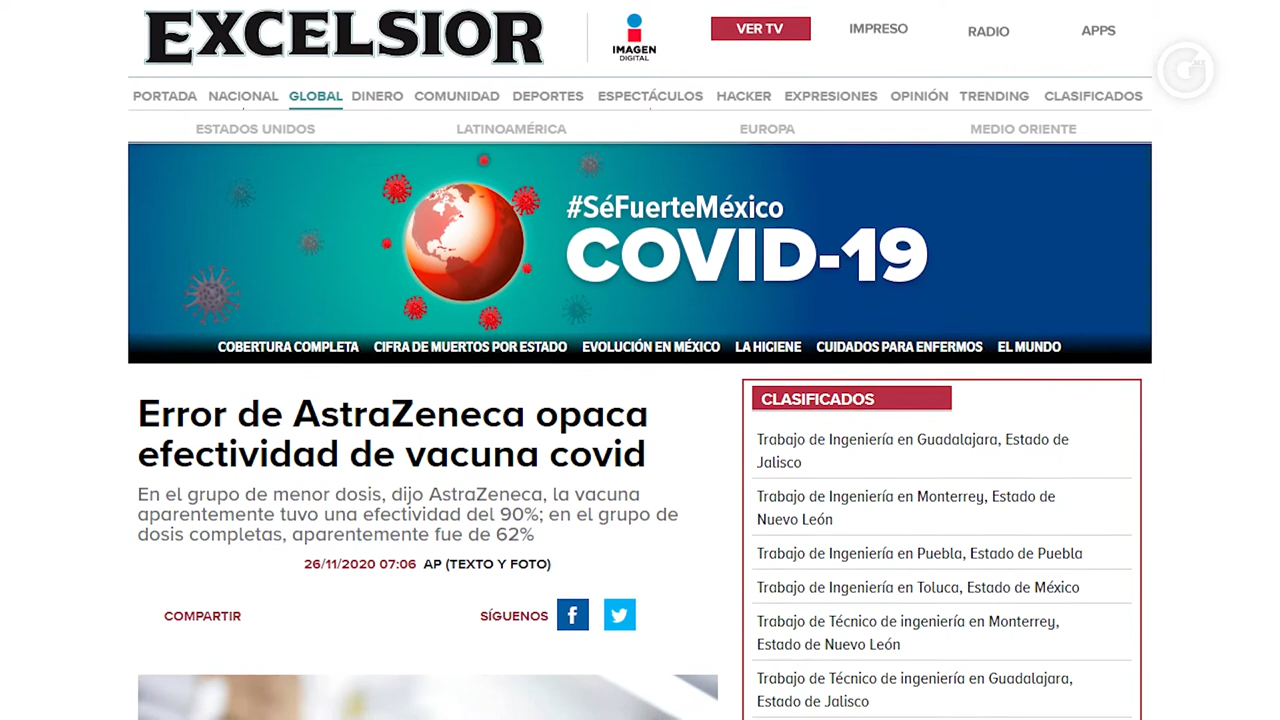 EXCELSIOR
IMAGEN
DIGITAL
VER TV
IMPRESO
RADIO
APPS
PORTADA NACIONAL GLOBAL DINERO COMUNIDAD DEPORTES ESPECTÁCULOS HACKER EXPRESIONES OPINIÓN TRENDING CLASIFICADOS
ESTADOS UNIDOS LATINOAMÉRICA EUROPA MEDIO ORIENTE
#SéFuerteMéxico
COVID-19
COBERTURA COMPLETA CIFRA DE MUERTOS POR ESTADO EVOLUCIÓN EN MÉXICO LA HIGIENE CUIDADOS PARA ENFERMOS EL MUNDO
Error de AstraZeneca opaca
efectividad de vacuna covid
En el grupo de menor dosis, dijo AstraZeneca, la vacuna
aparentemente tuvo una efectividad del 90%; en el grupo de
dosis completas, aparentemente fue de 62%
26/11/2020 07:06 AP (TEXTO Y FOTO)
COMPARTIR
SÍGUENOS
CLASIFICADOS
Trabajo de Ingeniería en Guadalajara, Estado de
Jalisco
Trabajo de Ingeniería en Monterrey, Estado de
Nuevo León
Trabajo de Ingeniería en Puebla, Estado de Puebla
Trabajo de Ingeniería en Toluca, Estado de México
Trabajo de Técnico de ingeniería en Monterrey,
Estado de Nuevo León
Trabajo de Técnico de ingeniería en Guadalajara,
Estado de Jalisco